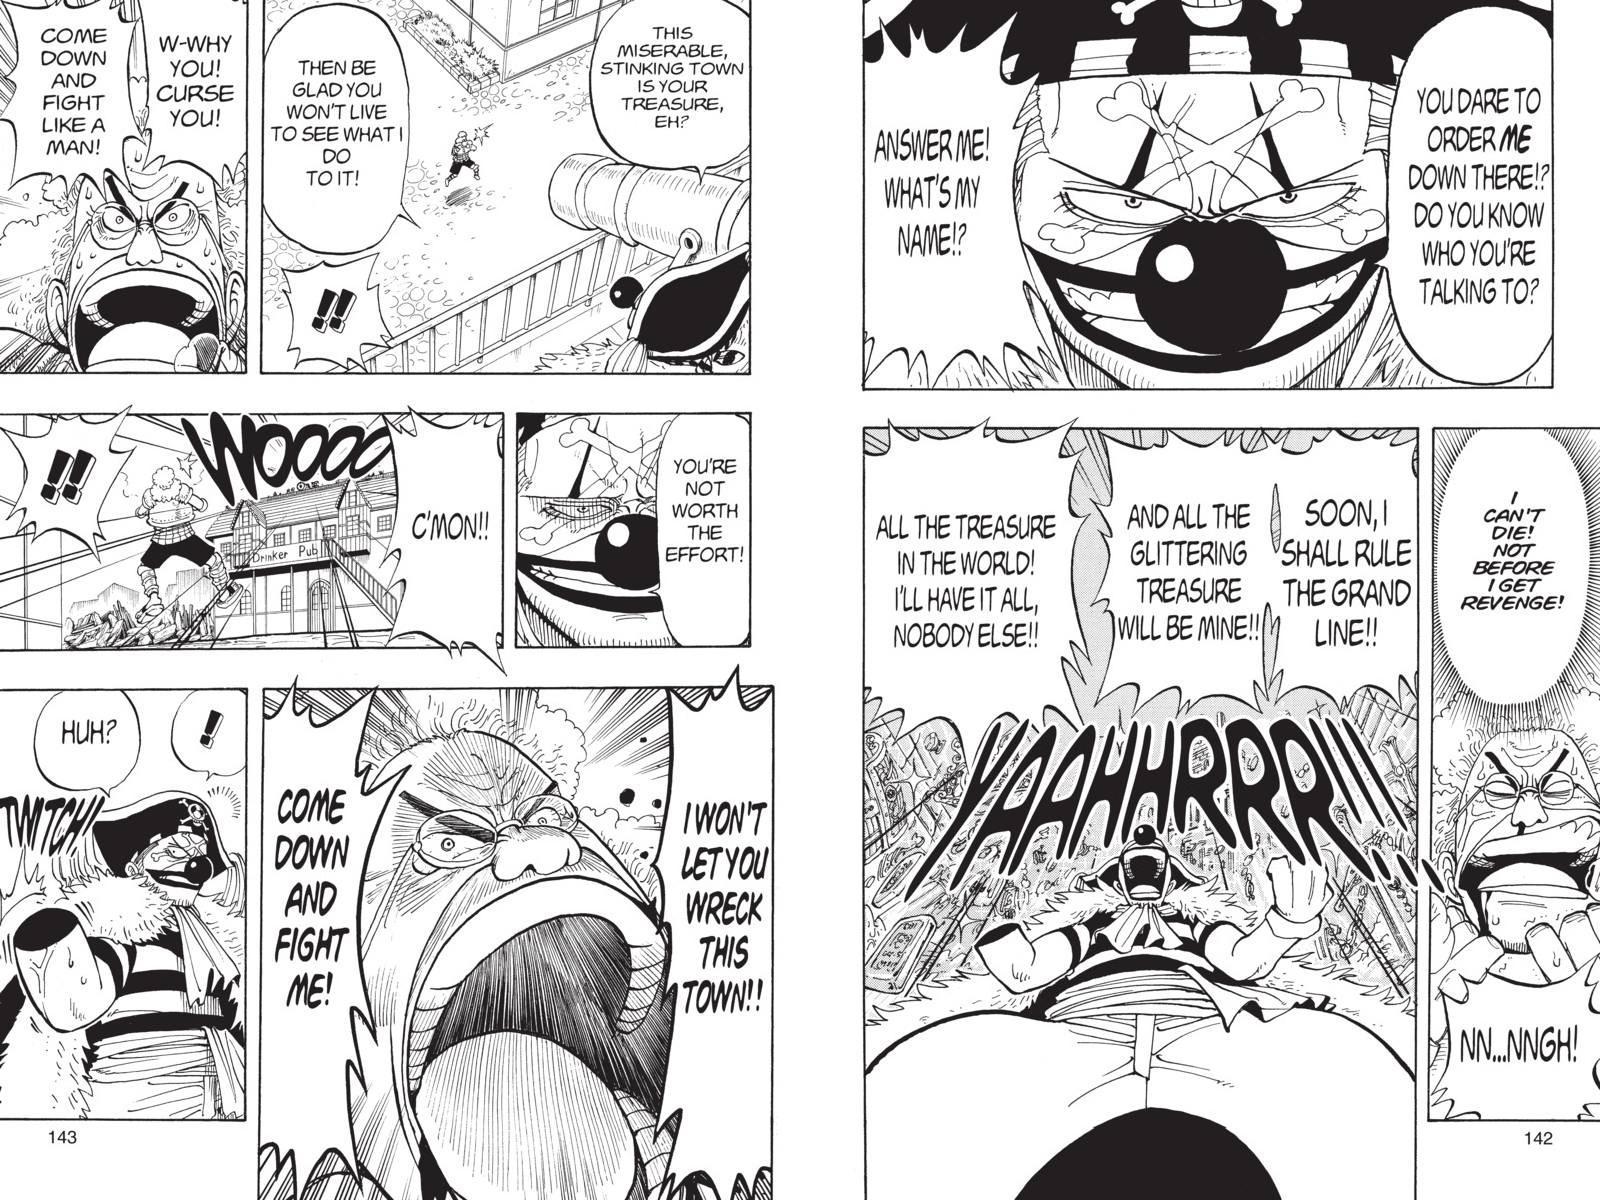 YOU DARE TO
ORDER ME
DOWN THERE!?
DO YOU KNOW
WHO YOU'RE
TALKING TO?
ANSWER ME!
WHAT'S MY
NAME!?
I
CAN'T
DIE!
NOT
BEFORE
I GET
REVENGE!
NN...NNGH!
SOON, I
SHALL RULE
THE GRAND
LINE!!
AND ALL THE
GLITTERING
TREASURE
WILL BE MINE!!
ALL THE TREASURE
IN THE WORLD!
I'LL HAVE IT ALL,
NOBODY ELSE!!
YAAHHRRR!!!
142
THIS
MISERABLE,
STINKING TOWN
IS YOUR
TREASURE,
EH?
THEN BE
GLAD YOU
WON'T LIVE
TO SEE WHAT I
DO
TO IT!
!!
W-WHY
YOU!
CURSE
YOU!
COME
DOWN
AND
FIGHT
LIKE A
MAN!
YOU'RE
NOT
WORTH
THE
EFFORT!
C'MON!!
WOOOO
Drinker Pub
!!
I WON'T
LET YOU
WRECK
THIS
TOWN!!
COME
DOWN
AND
FIGHT
ME!
!
HUH?
TWITCH!
143